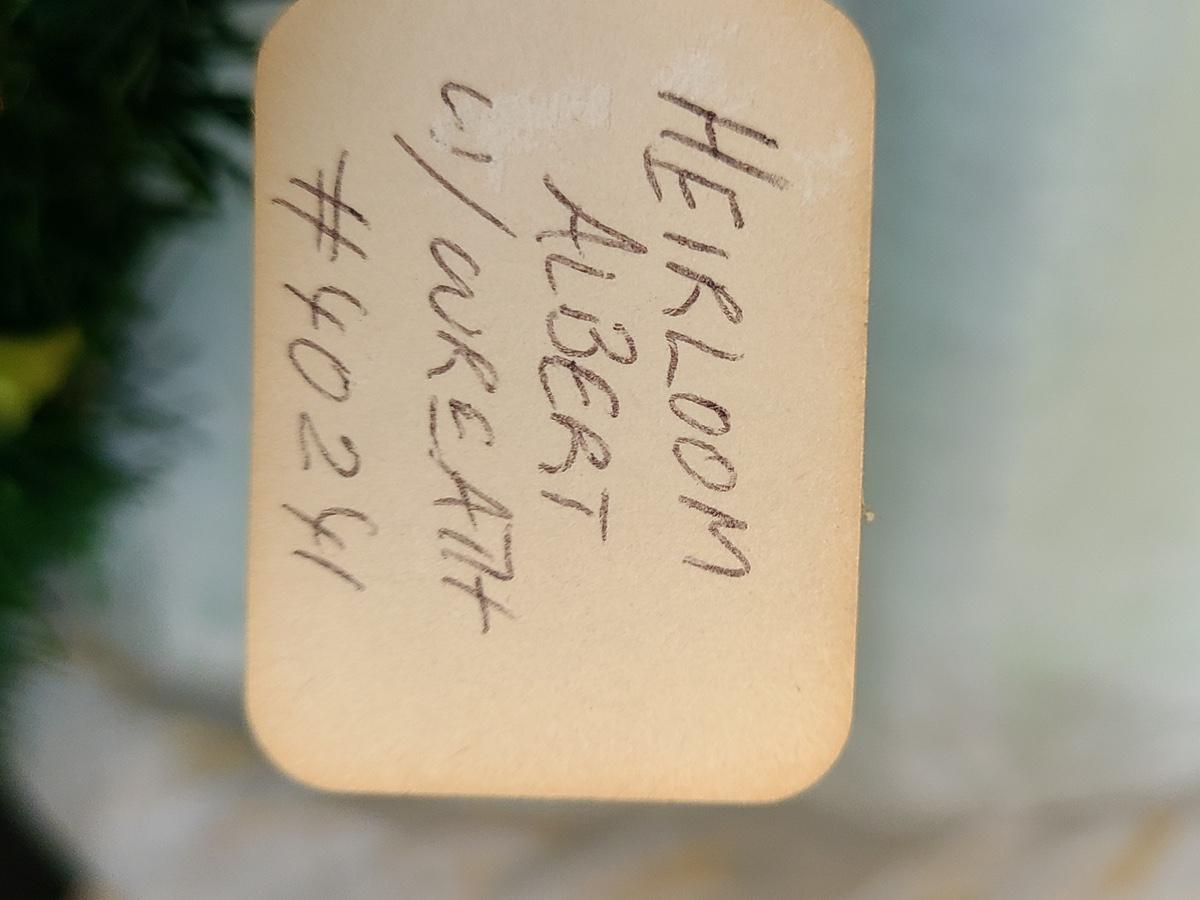 HEIRLOOM
ALBERT
W/ WREATH
#40241